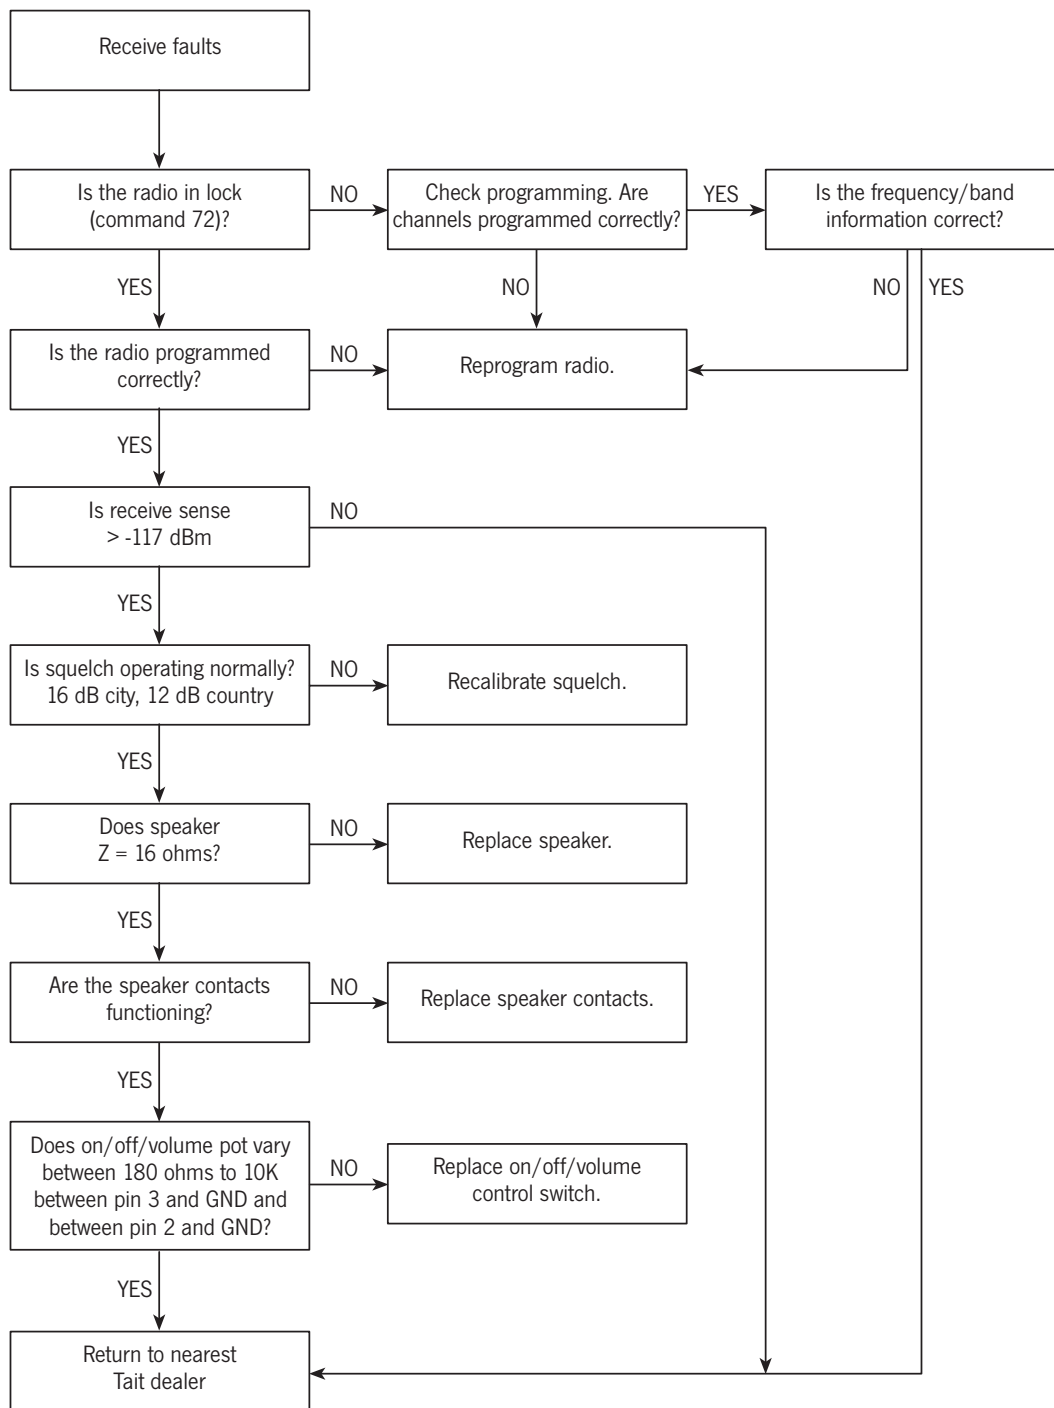 Receive faults
Is the radio in lock
(command 72)?
NO
Check programming. Are
channels programmed correctly?
YES
Is the frequency/band
information correct?
YES
NO
NO
YES
Is the radio programmed
correctly?
NO
Reprogram radio.
YES
Is receive sense
> -117 dBm
NO
YES
Is squelch operating normally?
16 dB city, 12 dB country
NO
Recalibrate squelch.
YES
Does speaker
Z = 16 ohms?
NO
Replace speaker.
YES
Are the speaker contacts
functioning?
NO
Replace speaker contacts.
YES
Does on/off/volume pot vary
between 180 ohms to 10K
between pin 3 and GND and
between pin 2 and GND?
NO
Replace on/off/volume
control switch.
YES
Return to nearest
Tait dealer